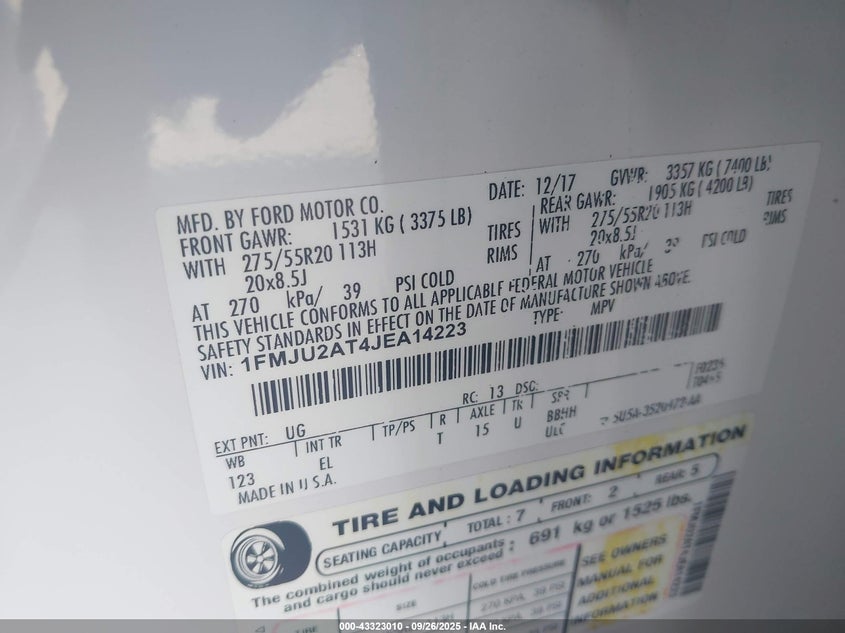 MFD. BY FORD MOTOR CO.
DATE: 12/17 GVWR: 3357 KG ( 7400 LB)
FRONT GAWR: 1531 KG ( 3375 LB)
REAR GAWR: 1905 KG ( 4200 LB)
WITH 275/55R20 113H TIRES
WITH 275/55R20 113H TIRES
20x8.5J RIMS
20x8.5J RIMS
AT 270 kPa/ 39 PSI COLD
AT 270 kPa/ 39 PSI COLD
THIS VEHICLE CONFORMS TO ALL APPLICABLE FEDERAL MOTOR VEHICLE
SAFETY STANDARDS IN EFFECT ON THE DATE OF MANUFACTURE SHOWN ABOVE.
VIN: 1FMJU2AT4JEA14223
TYPE: MPV
EXT PNT: UG RC: 13 DSC:
WB INT TR TP/PS R AXLE TR SPR
123 EL T 15 U
MADE IN U.S.A.
TIRE AND LOADING INFORMATION
SEATING CAPACITY TOTAL : 7 FRONT: 2 REAR: 5
The combined weight of occupants and cargo should never exceed : 691 kg or 1525 lbs.
TIRE SIZE COLD TIRE PRESSURE
SEE OWNERS
MANUAL FOR
ADDITIONAL
INFORMATION
000-43323010 - 09/26/2025 - IAA Inc.